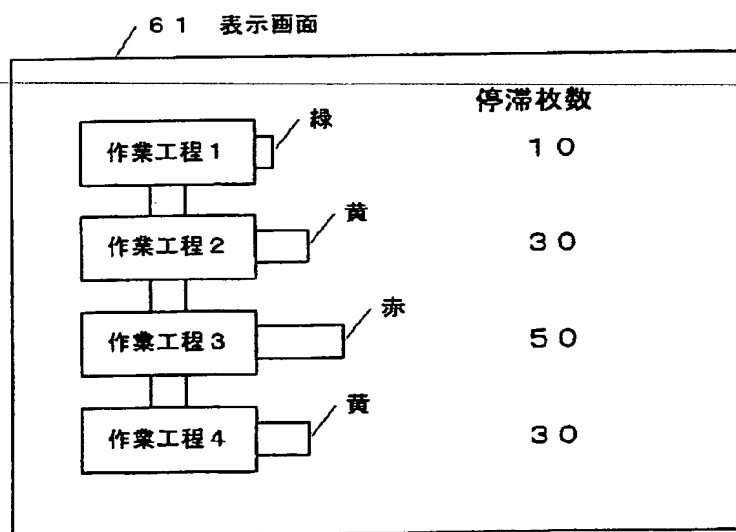 61 表示画面
停滞枚数
緑
作業工程1 10
黄
作業工程2 30
赤
作業工程3 50
黄
作業工程4 30